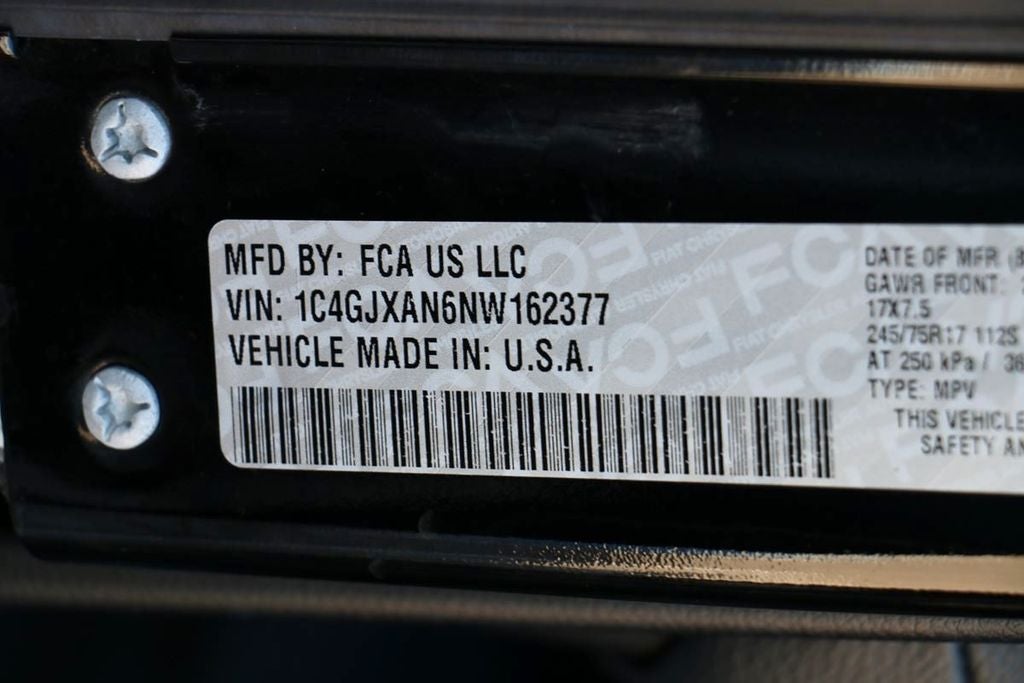 MFD BY: FCA US LLC
VIN: 1C4GJXAN6NW162377
VEHICLE MADE IN: U.S.A.
DATE OF MFR
GAWR FRONT:
17X7.5
245/75R17 112S
AT 250 kPa / 36
TYPE: MPV
THIS VEHICLE
SAFETY